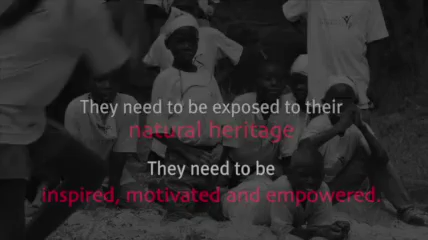 They need to be exposed to their
natural heritage
They need to be
inspired, motivated and empowered.